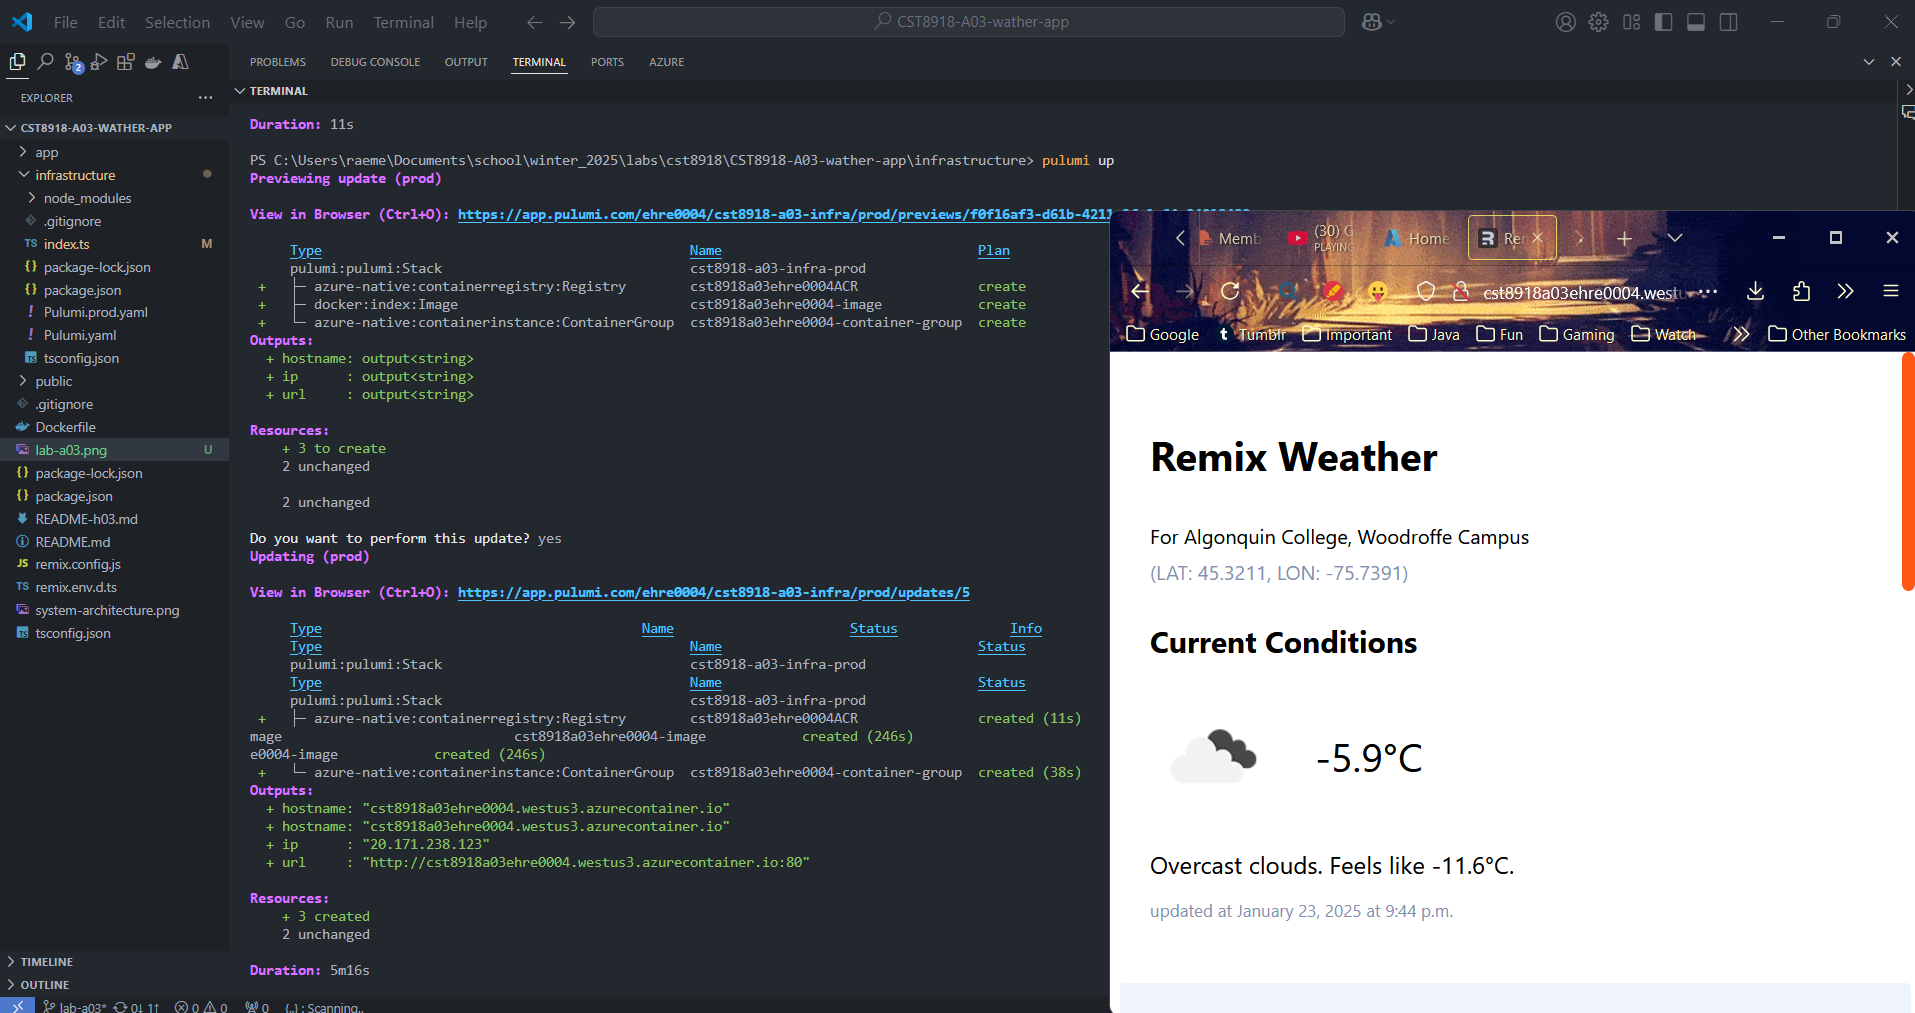 File Edit Selection View Go Run Terminal Help
CST8918-A03-wather-app
2
EXPLORER
CST8918-A03-WATHER-APP
app
infrastructure
node_modules
.gitignore
TS index.ts M
{} package-lock.json
{} package.json
! Pulumi.prod.yaml
! Pulumi.yaml
TS tsconfig.json
public
.gitignore
Dockerfile
lab-a03.png U
{} package-lock.json
{} package.json
README-h03.md
README.md
JS remix.config.js
TS remix.env.d.ts
system-architecture.png
TS tsconfig.json
TIMELINE
OUTLINE
lab-a03* 0↓ 1↑ 0 0 0 {..} : Scanning..
PROBLEMS DEBUG CONSOLE OUTPUT TERMINAL PORTS AZURE
TERMINAL
Duration: 11s
PS C:\Users\raeme\Documents\school\winter_2025\labs\cst8918\CST8918-A03-wather-app\infrastructure> pulumi up
Previewing update (prod)
View in Browser (Ctrl+O): https://app.pulumi.com/ehre0004/cst8918-a03-infra/prod/previews/f0f16af3-d61b-4211
Type Name Plan
pulumi:pulumi:Stack cst8918-a03-infra-prod
+ ├─ azure-native:containerregistry:Registry cst8918a03ehre0004ACR create
+ ├─ docker:index:Image cst8918a03ehre0004-image create
+ └─ azure-native:containerinstance:ContainerGroup cst8918a03ehre0004-container-group create
Outputs:
+ hostname: output<string>
+ ip : output<string>
+ url : output<string>
Resources:
+ 3 to create
2 unchanged
2 unchanged
Do you want to perform this update? yes
Updating (prod)
View in Browser (Ctrl+O): https://app.pulumi.com/ehre0004/cst8918-a03-infra/prod/updates/5
Type Name Status Info
Type Name Status
pulumi:pulumi:Stack cst8918-a03-infra-prod
Type Name Status
pulumi:pulumi:Stack cst8918-a03-infra-prod
+ ├─ azure-native:containerregistry:Registry cst8918a03ehre0004ACR created (11s)
mage cst8918a03ehre0004-image created (246s)
e0004-image created (246s)
+ └─ azure-native:containerinstance:ContainerGroup cst8918a03ehre0004-container-group created (38s)
Outputs:
+ hostname: "cst8918a03ehre0004.westus3.azurecontainer.io"
+ hostname: "cst8918a03ehre0004.westus3.azurecontainer.io"
+ ip : "20.171.238.123"
+ url : "http://cst8918a03ehre0004.westus3.azurecontainer.io:80"
Resources:
+ 3 created
2 unchanged
Duration: 5m16s
Memb (30) G PLAYING Home Rer
cst8918a03ehre0004.westu
Google t Tumblr Important Java Fun Gaming Watch Other Bookmarks
Remix Weather
For Algonquin College, Woodroffe Campus
(LAT: 45.3211, LON: -75.7391)
Current Conditions
-5.9°C
Overcast clouds. Feels like -11.6°C.
updated at January 23, 2025 at 9:44 p.m.